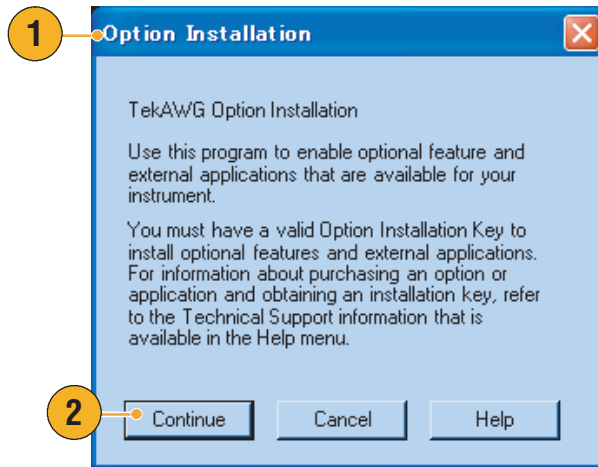 1
Option Installation
TekAWG Option Installation
Use this program to enable optional feature and
external applications that are available for your
instrument.
You must have a valid Option Installation Key to
install optional features and external applications.
For information about purchasing an option or
application and obtaining an installation key, refer
to the Technical Support information that is
available in the Help menu.
2
Continue
Cancel
Help